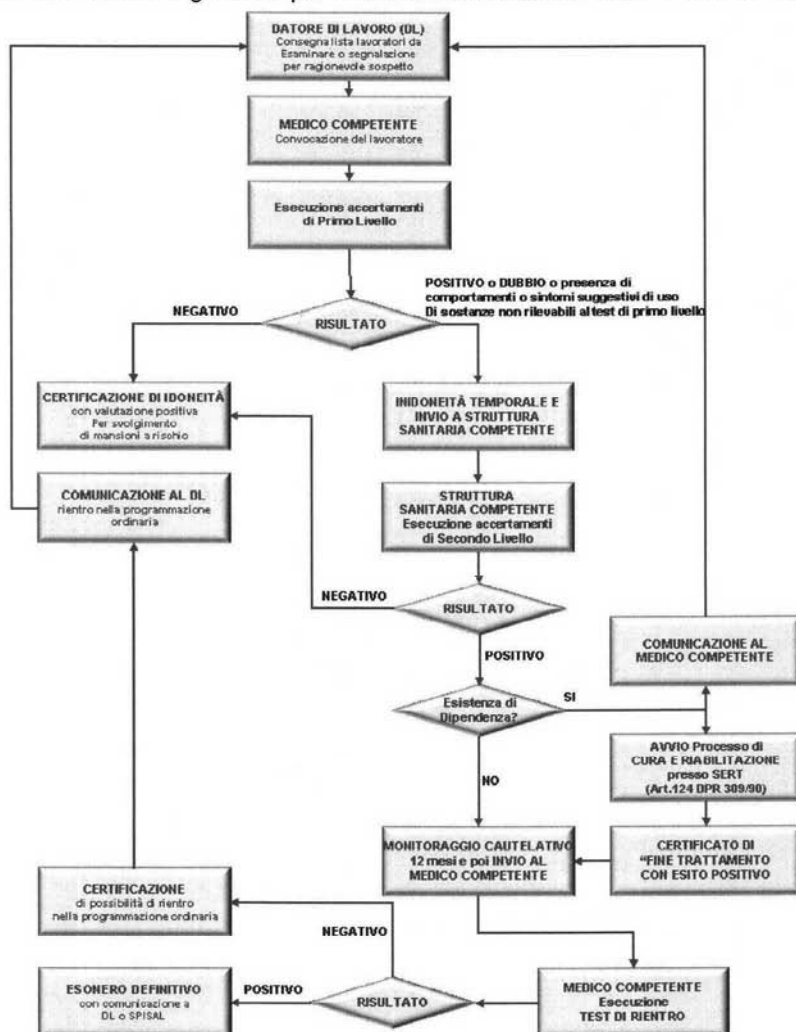 DATORE DI LAVORO (DL)
Consegna lista lavoratori da
Esaminare o segnalazione
per ragionevole sospetto
MEDICO COMPETENTE
Convocazione del lavoratore
Esecuzione accertamenti
di Primo Livello
POSITIVO o DUBBIO o presenza di
comportamenti o sintomi suggestivi di uso
Di sostanze non rilevabili al test di primo livello
NEGATIVO
RISULTATO
CERTIFICAZIONE DI IDONEITÀ
con valutazione positiva
Per svolgimento
di mansioni a rischio
INIDONEITÀ TEMPORALE E
INVIO A STRUTTURA
SANITARIA COMPETENTE
COMUNICAZIONE AL DL
rientro nella programmazione
ordinaria
STRUTTURA
SANITARIA COMPETENTE
Esecuzione accertamenti
di Secondo Livello
NEGATIVO
RISULTATO
POSITIVO
COMUNICAZIONE AL
MEDICO COMPETENTE
Esistenza di
Dipendenza?
SI
AVVIO Processo di
CURA E RIABILITAZIONE
presso SERT
(Art.124 DPR 309/90)
NO
MONITORAGGIO CAUTELATIVO
12 mesi e poi INVIO AL
MEDICO COMPETENTE
CERTIFICATO DI
"FINE TRATTAMENTO
CON ESITO POSITIVO
CERTIFICAZIONE
di possibilità di rientro
nella programmazione ordinaria
NEGATIVO
ESONERO DEFINITIVO
con comunicazione a
DL o SPISAL
POSITIVO
RISULTATO
MEDICO COMPETENTE
Esecuzione
TEST DI RIENTRO